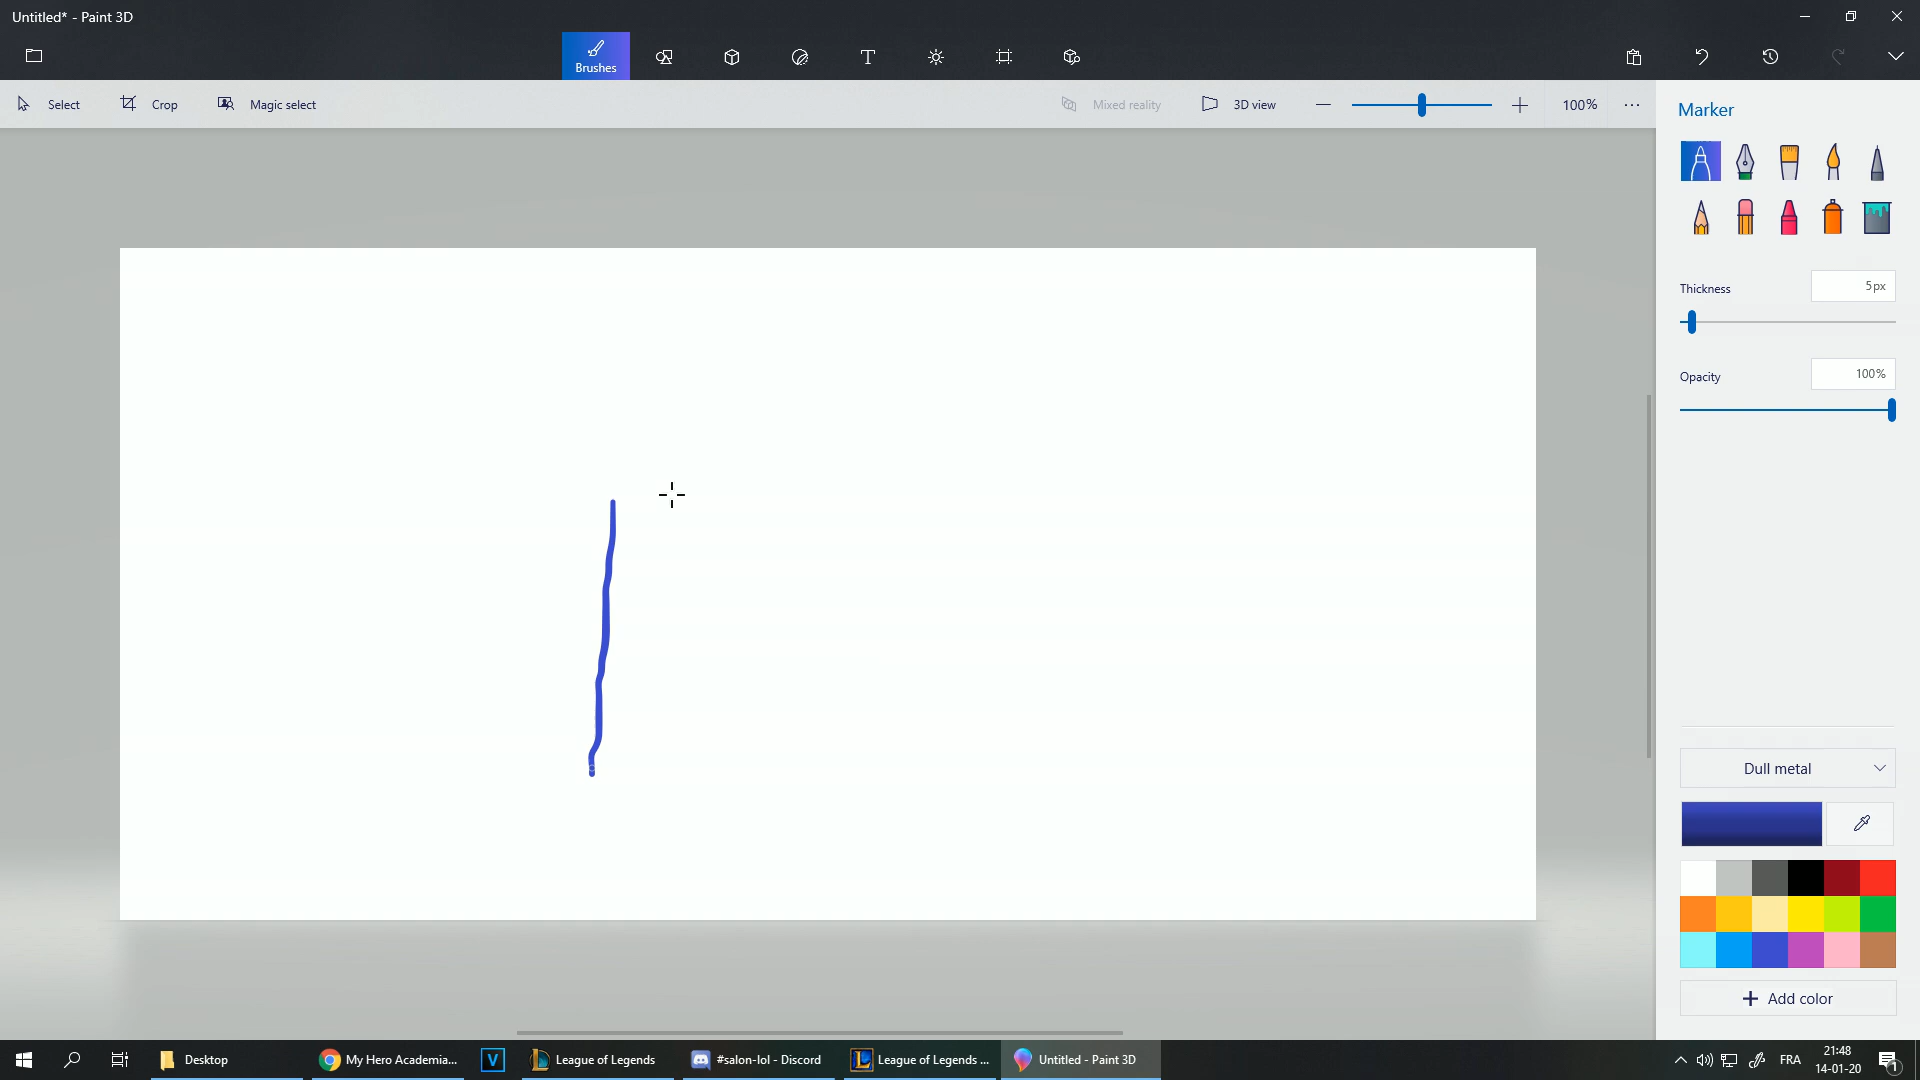 Untitled* - Paint 3D
Brushes
Select
Crop
Magic select
Mixed reality
3D view
100%
Marker
Thickness
5px
Opacity
100%
Dull metal
Add color
Desktop
My Hero Academia...
V
League of Legends
#salon-lol - Discord
L
League of Legends ...
Untitled - Paint 3D
FRA
21:48
14-01-20
1